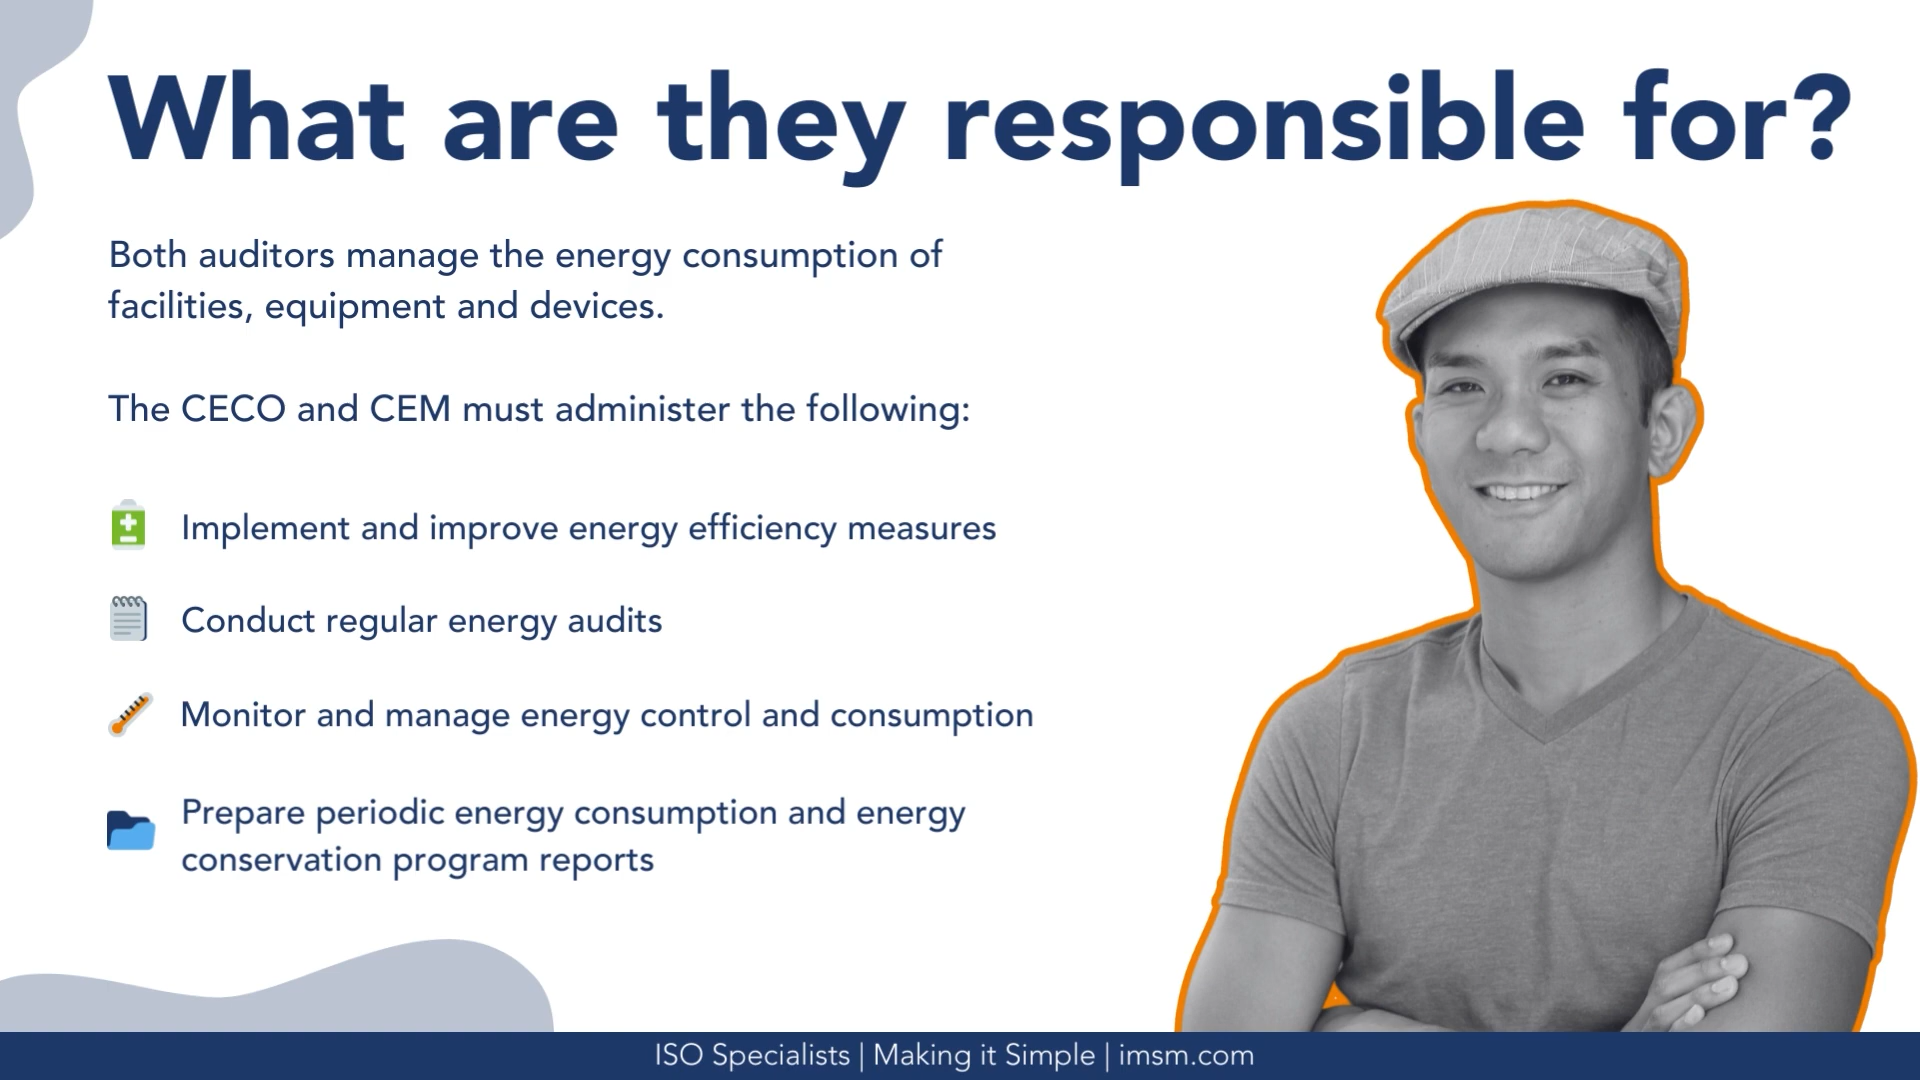 What are they responsible for?
Both auditors manage the energy consumption of
facilities, equipment and devices.
The CECO and CEM must administer the following:
Implement and improve energy efficiency measures
Conduct regular energy audits
Monitor and manage energy control and consumption
Prepare periodic energy consumption and energy
conservation program reports
ISO Specialists | Making it Simple | imsm.com